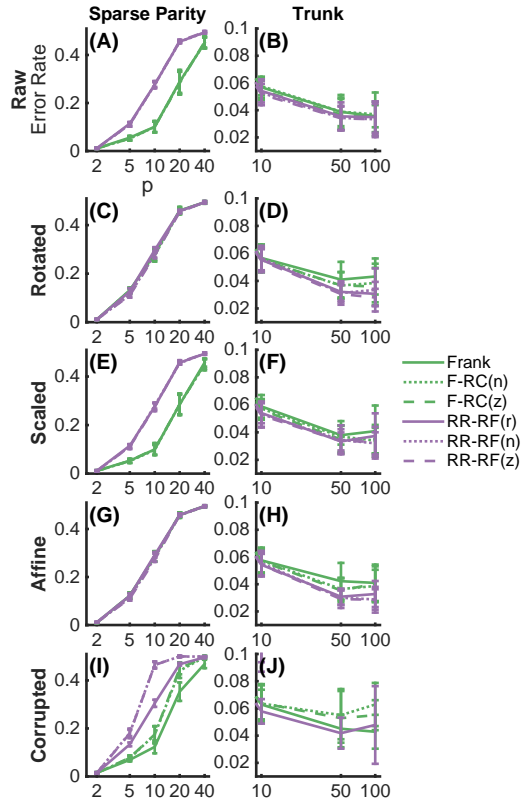 Sparse Parity
Trunk
Raw
Error Rate
(A)
0.4
0.2
0
2 5 10 20 40
p
(B)
0.1
0.08
0.06
0.04
0.02
10 50 100
Rotated
(C)
0.4
0.2
0
2 5 10 20 40
(D)
0.1
0.08
0.06
0.04
0.02
10 50 100
Scaled
(E)
0.4
0.2
0
2 5 10 20 40
(F)
0.1
0.08
0.06
0.04
0.02
10 50 100
Frank
F-RC(n)
F-RC(z)
RR-RF(r)
RR-RF(n)
RR-RF(z)
Affine
(G)
0.4
0.2
0
2 5 10 20 40
(H)
0.1
0.08
0.06
0.04
0.02
10 50 100
Corrupted
(I)
0.4
0.2
0
2 5 10 20 40
(J)
0.1
0.08
0.06
0.04
0.02
10 50 100